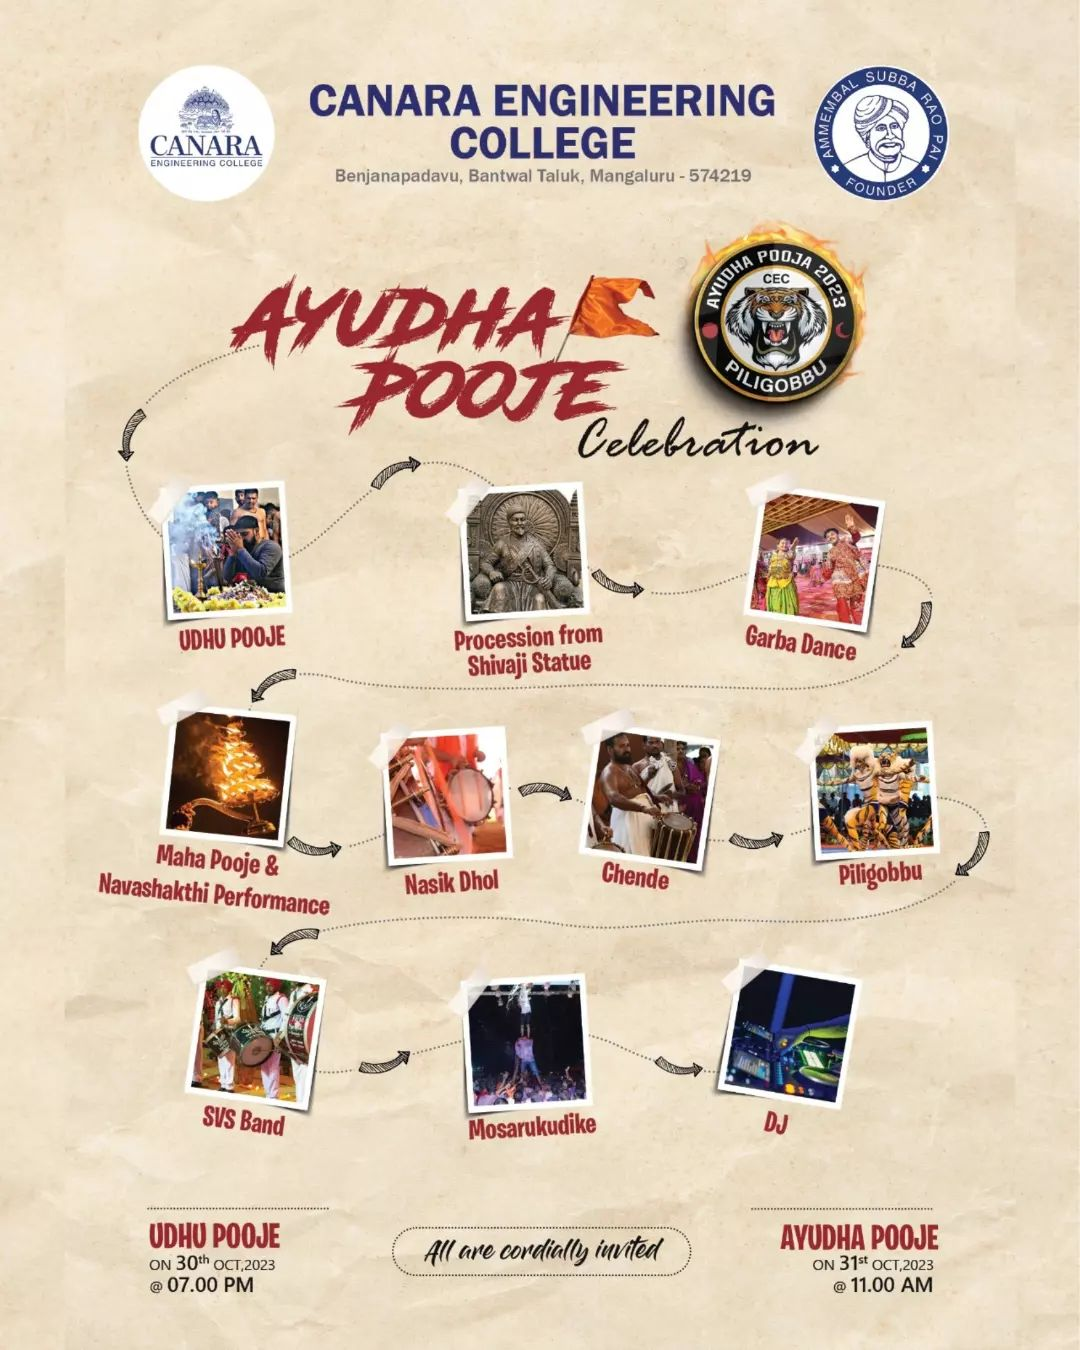 CANARA
ENGINEERING COLLEGE
CANARA ENGINEERING
COLLEGE
Benjanapadavu, Bantwal Taluk, Mangaluru - 574219
AMMEMBAL SUBBA RAO PAI
FOUNDER
AYUDHA
POOJE
Celebration
AYUDHA POOJA 2023
CEC
PILIGOBBU
UDHU POOJE
Procession from
Shivaji Statue
Garba Dance
Maha Pooje &
Navashakthi Performance
Nasik Dhol
Chende
Piligobbu
SVS Band
Mosarukudike
DJ
UDHU POOJE
ON 30th OCT,2023
@ 07.00 PM
All are cordially invited
AYUDHA POOJE
ON 31st OCT,2023
@ 11.00 AM